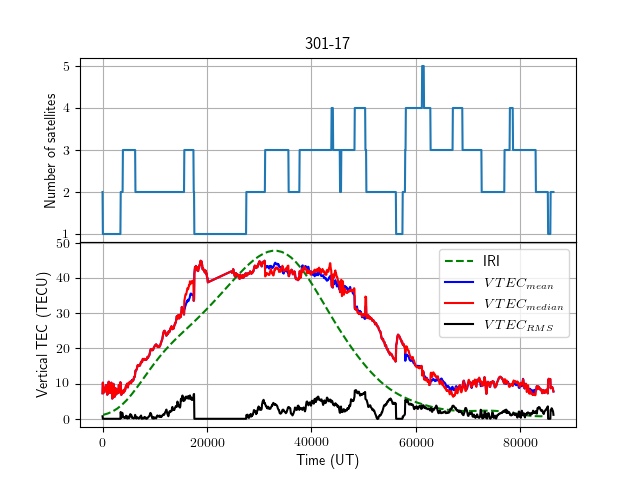 301-17
Number of satellites
5
4
3
2
1
Vertical TEC (TECU)
50
40
30
20
10
0
IRI
VTEC_mean
VTEC_median
VTEC_RMS
0 20000 40000 60000 80000
Time (UT)